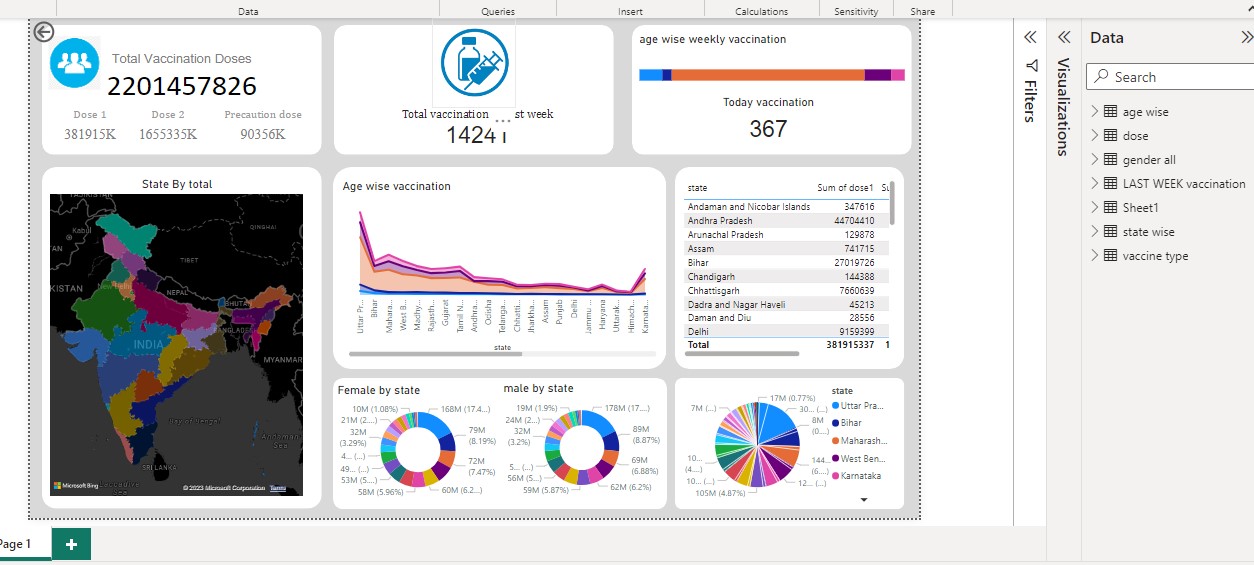 Data
Queries
Insert
Calculations
Sensitivity
Share
Total Vaccination Doses
2201457826
Dose 1
Dose 2
Precaution dose
381915K
1655335K
90356K
Total vaccination ... st week
age wise weekly vaccination
Today vaccination
367
State By total
Kabul
QINGHAI
TIBET
NEPAL
BHUTAN
BANGLADESH
INDIA
MYANMAR
Bay of Bengal
SRI LANKA
Microsoft Bing
© 2023 Microsoft Corporation Terms
Age wise vaccination
Uttar Pr...
Bihar
Mahara...
West B...
Madhy...
Rajasth...
Gujarat
Tamil N...
Andhra...
Odisha
Telanga...
Chhatti...
Jharkha...
Assam
Punjab
Delhi
Jammu ...
Haryana
Uttarak...
Himach...
Karnata...
state
state Sum of dose1 Su
Andaman and Nicobar Islands 347616
Andhra Pradesh 44704410
Arunachal Pradesh 129878
Assam 741715
Bihar 27019726
Chandigarh 144388
Chhattisgarh 7660639
Dadra and Nagar Haveli 45213
Daman and Diu 28556
Delhi 9159399
Total 381915337 1
Female by state
10M (1.08%)
168M (17.4...)
21M (2....)
79M
(8.19%)
32M
(3.29%)
72M
(7.47%)
4... (...)
49... (...)
53M (5....)
58M (5.96%)
60M (6.2...)
male by state
19M (1.9%)
178M (17....)
24M (2....)
89M
(8.87%)
32M
(3.2%)
69M
(6.88%)
5... (...)
56M (5...)
59M (5.87%)
62M (6.2%)
17M (0.77%)
7M (...)
30... (...)
8M
(0...)
144...
(6....)
10...
(4....)
10... (...)
12... (...)
105M (4.87%)
state
Uttar Pra...
Bihar
Maharash...
West Ben...
Karnataka
Filters
Visualizations
Data
Search
age wise
dose
gender all
LAST WEEK vaccination
Sheet1
state wise
vaccine type
Page 1